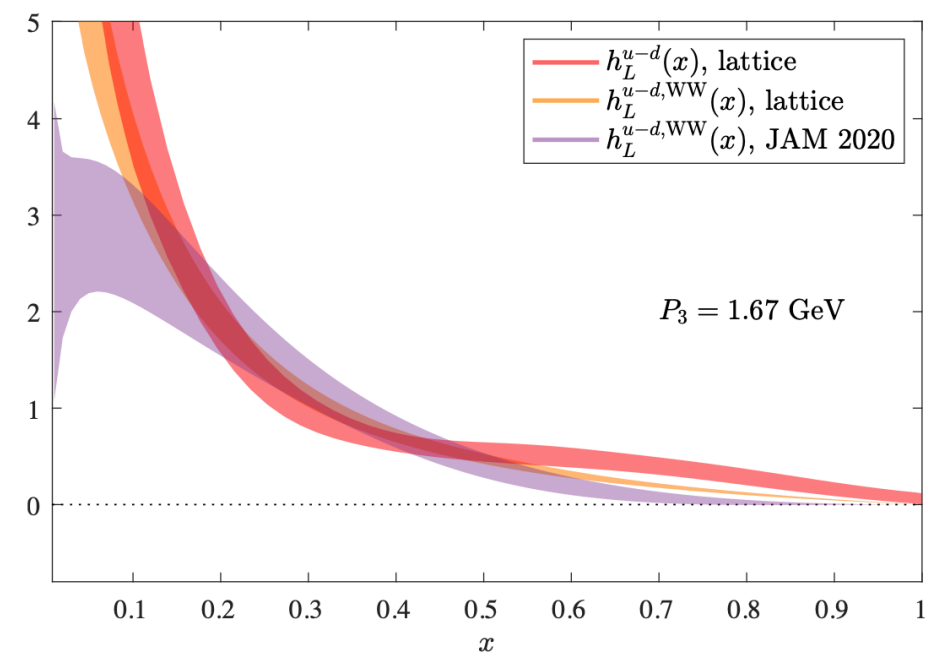 5
4
3
2
1
0
h_L^{u−d}(x), lattice
h_L^{u−d,WW}(x), lattice
h_L^{u−d,WW}(x), JAM 2020
P_3 = 1.67 GeV
0.1 0.2 0.3 0.4 0.5 0.6 0.7 0.8 0.9 1
x